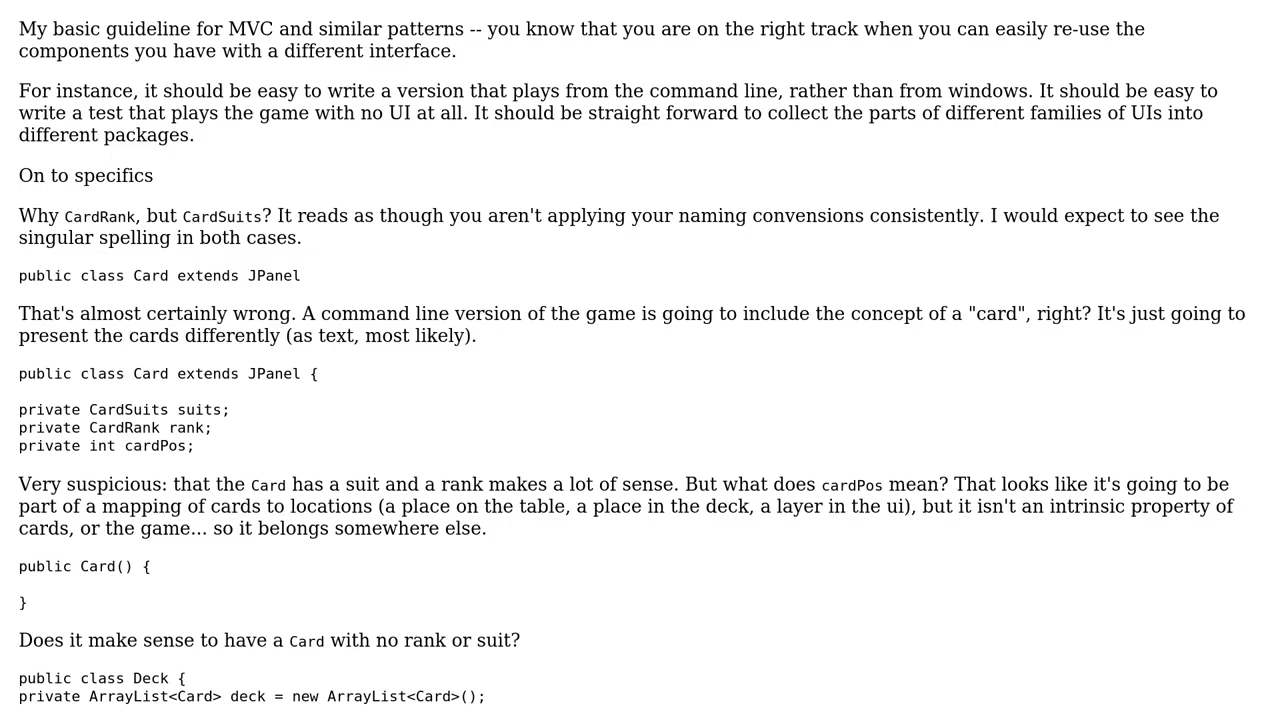 My basic guideline for MVC and similar patterns -- you know that you are on the right track when you can easily re-use the
components you have with a different interface.
For instance, it should be easy to write a version that plays from the command line, rather than from windows. It should be easy to
write a test that plays the game with no UI at all. It should be straight forward to collect the parts of different families of UIs into
different packages.
On to specifics
Why CardRank, but CardSuits? It reads as though you aren't applying your naming convensions consistently. I would expect to see the
singular spelling in both cases.
public class Card extends JPanel
That's almost certainly wrong. A command line version of the game is going to include the concept of a "card", right? It's just going to
present the cards differently (as text, most likely).
public class Card extends JPanel {
private CardSuits suits;
private CardRank rank;
private int cardPos;
Very suspicious: that the Card has a suit and a rank makes a lot of sense. But what does cardPos mean? That looks like it's going to be
part of a mapping of cards to locations (a place on the table, a place in the deck, a layer in the ui), but it isn't an intrinsic property of
cards, or the game... so it belongs somewhere else.
public Card() {
}
Does it make sense to have a Card with no rank or suit?
public class Deck {
private ArrayList<Card> deck = new ArrayList<Card>();